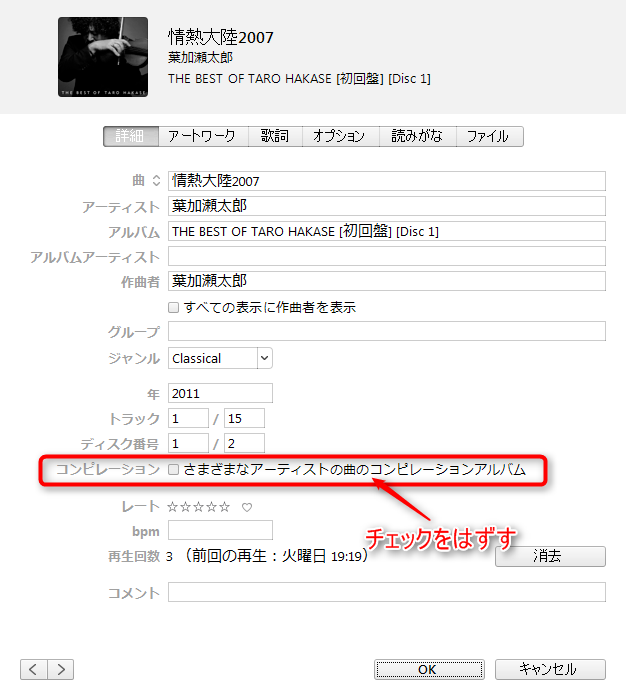 THE BEST OF TARO HAKASE
情熱大陸2007
葉加瀬太郎
THE BEST OF TARO HAKASE [初回盤] [Disc 1]
詳細 アートワーク 歌詞 オプション 読みがな ファイル
曲 情熱大陸2007
アーティスト 葉加瀬太郎
アルバム THE BEST OF TARO HAKASE [初回盤] [Disc 1]
アルバムアーティスト
作曲者 葉加瀬太郎
すべての表示に作曲者を表示
グループ
ジャンル Classical
年 2011
トラック 1 / 15
ディスク番号 1 / 2
コンピレーション さまざまなアーティストの曲のコンピレーションアルバム
レート ☆☆☆☆☆ ♡
bpm
チェックをはずす
再生回数 3 （前回の再生：火曜日 19:19） 消去
コメント
< > OK キャンセル